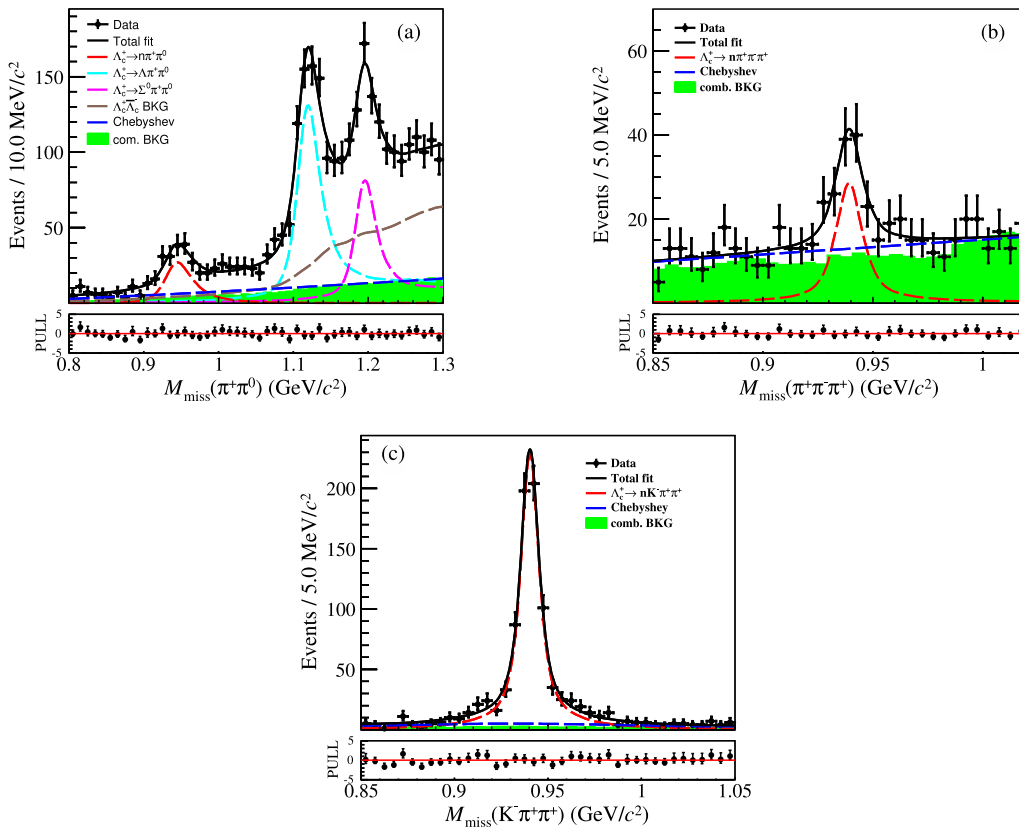 (a)
Data
Total fit
Λc+→nπ+π0
Λc+→Λπ+π0
Λc+→Σ0π+π0
Λc+Λ̄c- BKG
Chebyshev
com. BKG
Events / 10.0 MeV/c2
150
100
50
PULL
5
0
-5
0.8 0.9 1 1.1 1.2 1.3
Mmiss(π+π0) (GeV/c2)
(b)
Data
Total fit
Λc+→ nπ+π-π+
Chebyshev
comb. BKG
Events / 5.0 MeV/c2
60
40
20
0
PULL
5
0
-5
0.85 0.9 0.95 1
Mmiss(π+π-π+) (GeV/c2)
(c)
Data
Total fit
Λc+→ nK-π+π+
Chebyshey
comb. BKG
Events / 5.0 MeV/c2
200
150
100
50
PULL
5
0
-5
0.85 0.9 0.95 1 1.05
Mmiss(K-π+π+) (GeV/c2)